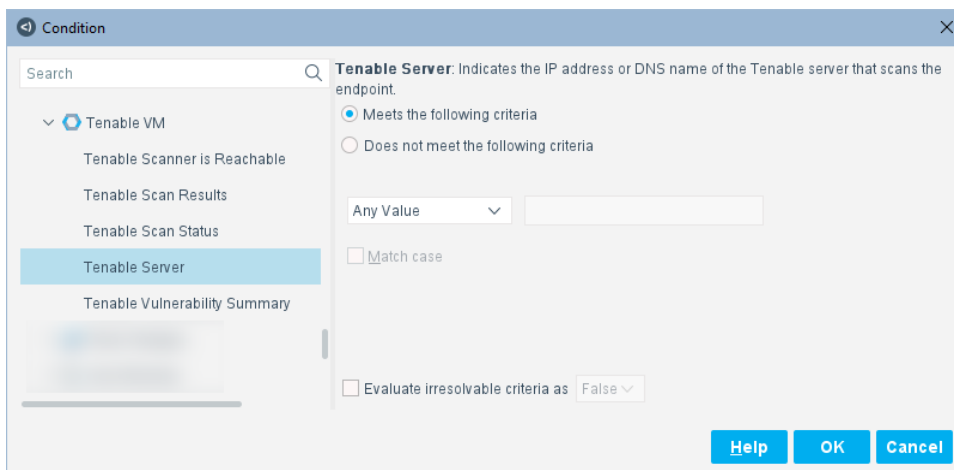 Condition
Search
Tenable VM
Tenable Scanner is Reachable
Tenable Scan Results
Tenable Scan Status
Tenable Server
Tenable Vulnerability Summary
Tenable Server: Indicates the IP address or DNS name of the Tenable server that scans the
endpoint.
Meets the following criteria
Does not meet the following criteria
Any Value
Match case
Evaluate irresolvable criteria as False
Help OK Cancel